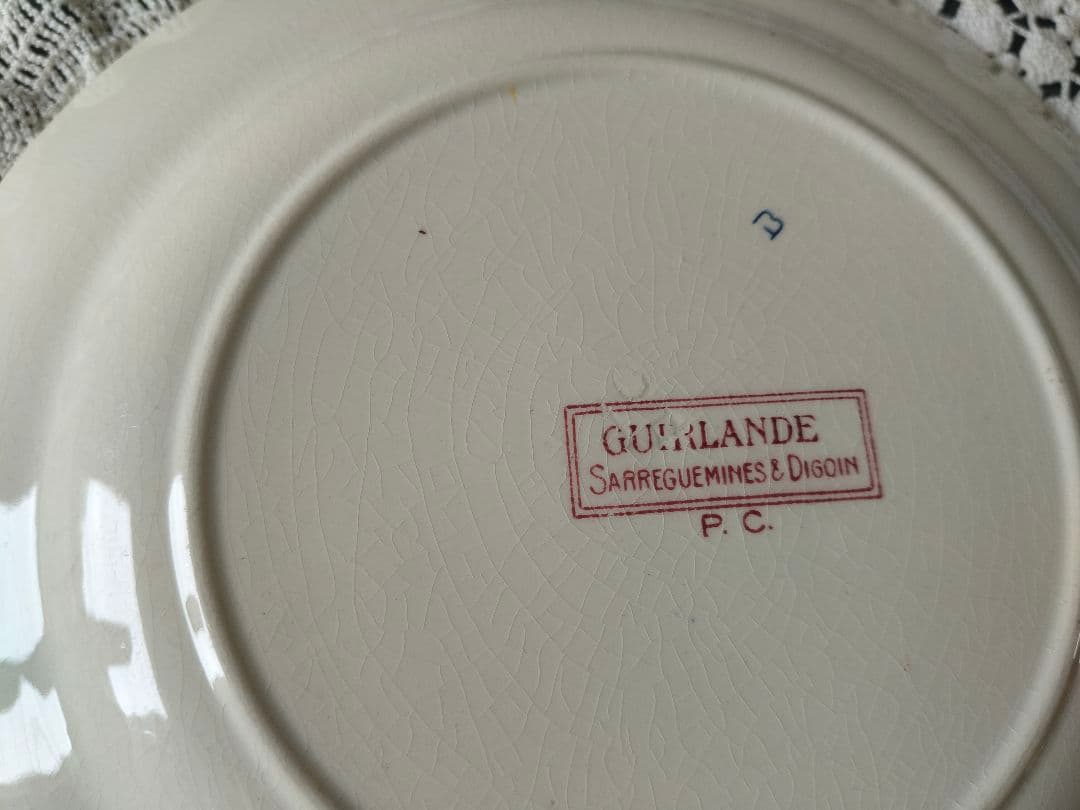 B
GUIRLANDE
SARREGUEMINES & DIGOIN
P. C.